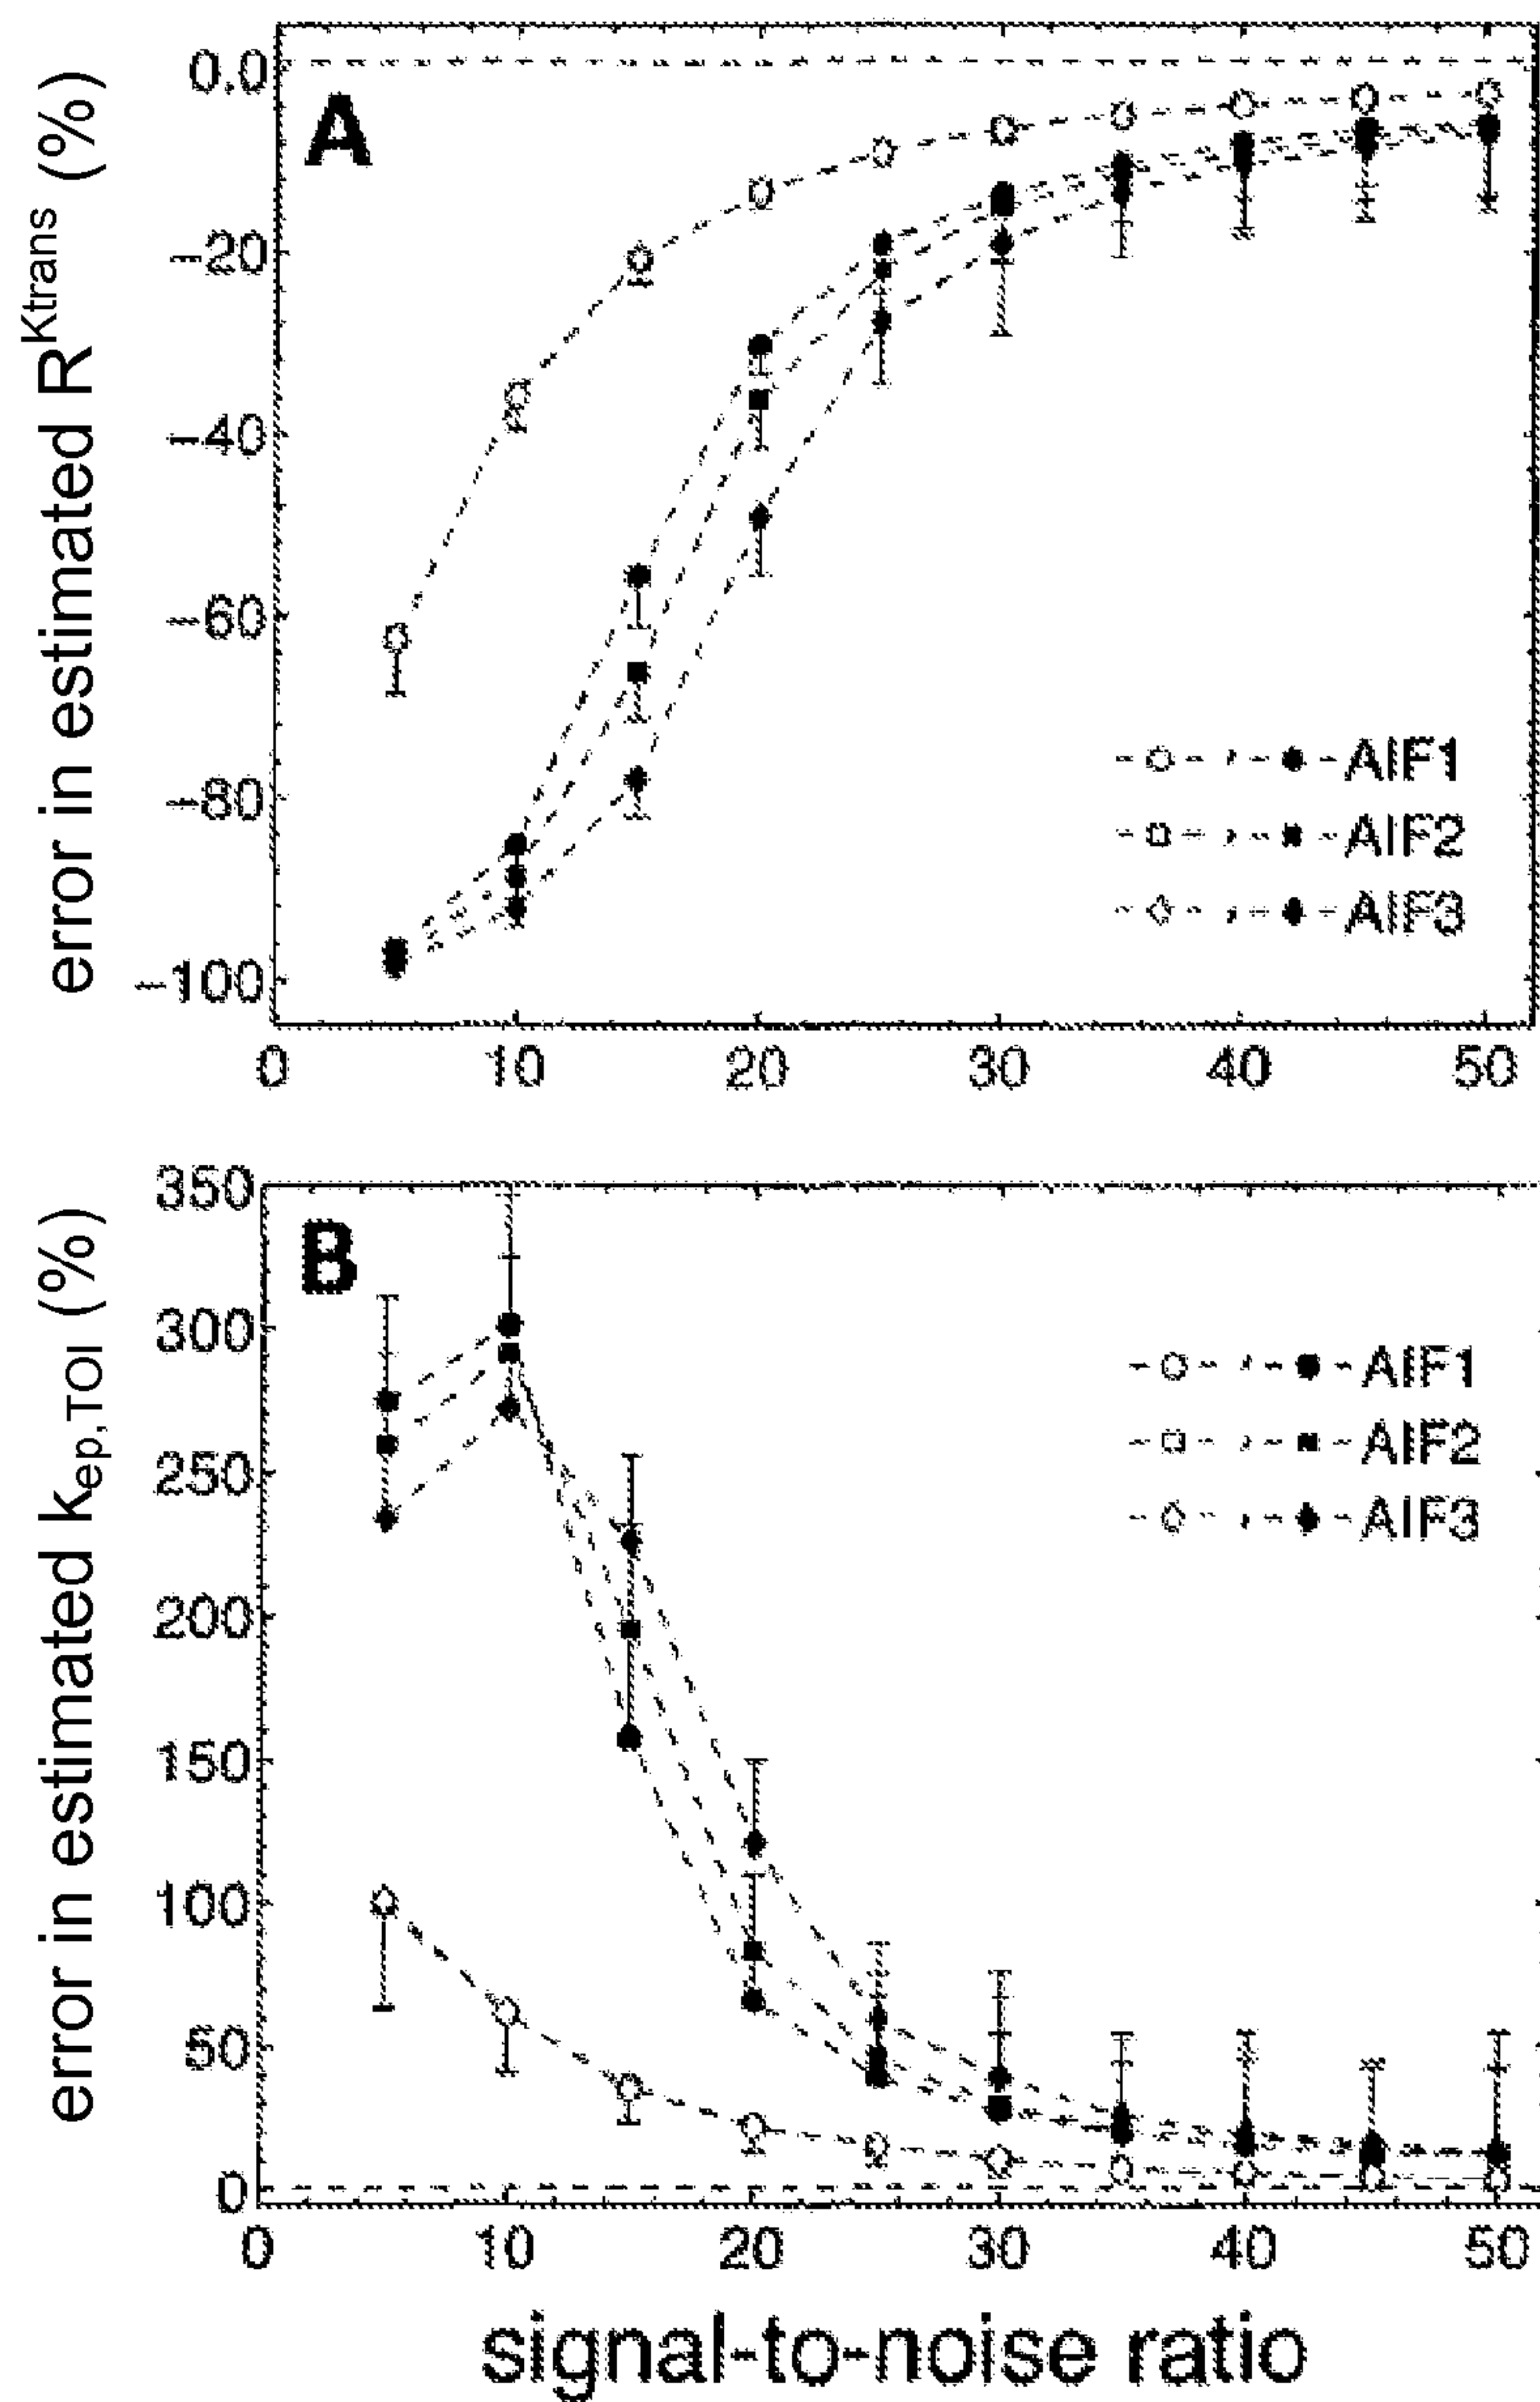 error in estimated R^Ktrans (%)
A
0.0
-20
-40
-60
-80
-100
AIF1
AIF2
AIF3
0 10 20 30 40 50
error in estimated k_ep,TOI (%)
B
350
300
250
200
150
100
50
0
AIF1
AIF2
AIF3
0 10 20 30 40 50
signal-to-noise ratio